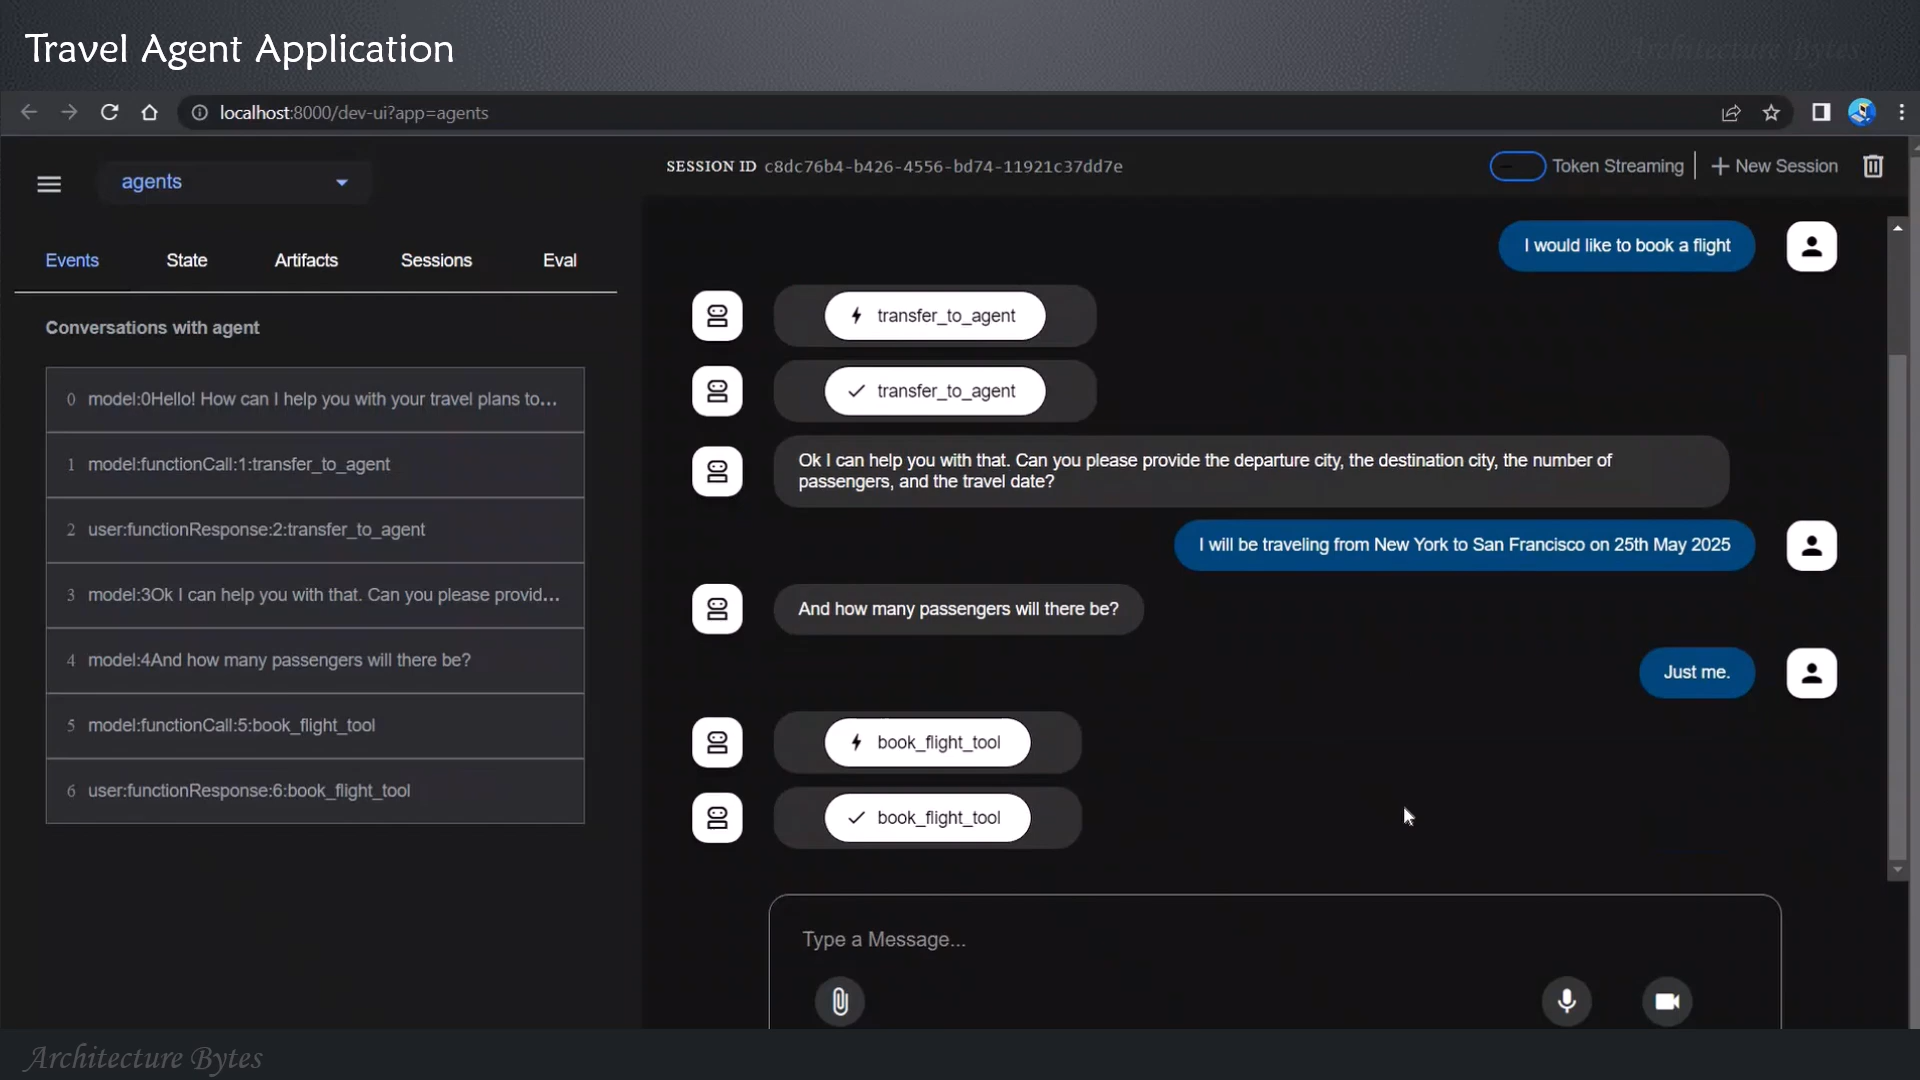 Travel Agent Application
Architecture Bytes
localhost:8000/dev-ui?app=agents
agents
SESSION ID c8dc76b4-b426-4556-bd74-11921c37dd7e
Token Streaming
New Session
Events State Artifacts Sessions Eval
Conversations with agent
0 model:0Hello! How can I help you with your travel plans to...
1 model:functionCall:1:transfer_to_agent
2 user:functionResponse:2:transfer_to_agent
3 model:3Ok I can help you with that. Can you please provid...
4 model:4And how many passengers will there be?
5 model:functionCall:5:book_flight_tool
6 user:functionResponse:6:book_flight_tool
I would like to book a flight
transfer_to_agent
transfer_to_agent
Ok I can help you with that. Can you please provide the departure city, the destination city, the number of
passengers, and the travel date?
I will be traveling from New York to San Francisco on 25th May 2025
And how many passengers will there be?
Just me.
book_flight_tool
book_flight_tool
Type a Message...
Architecture Bytes